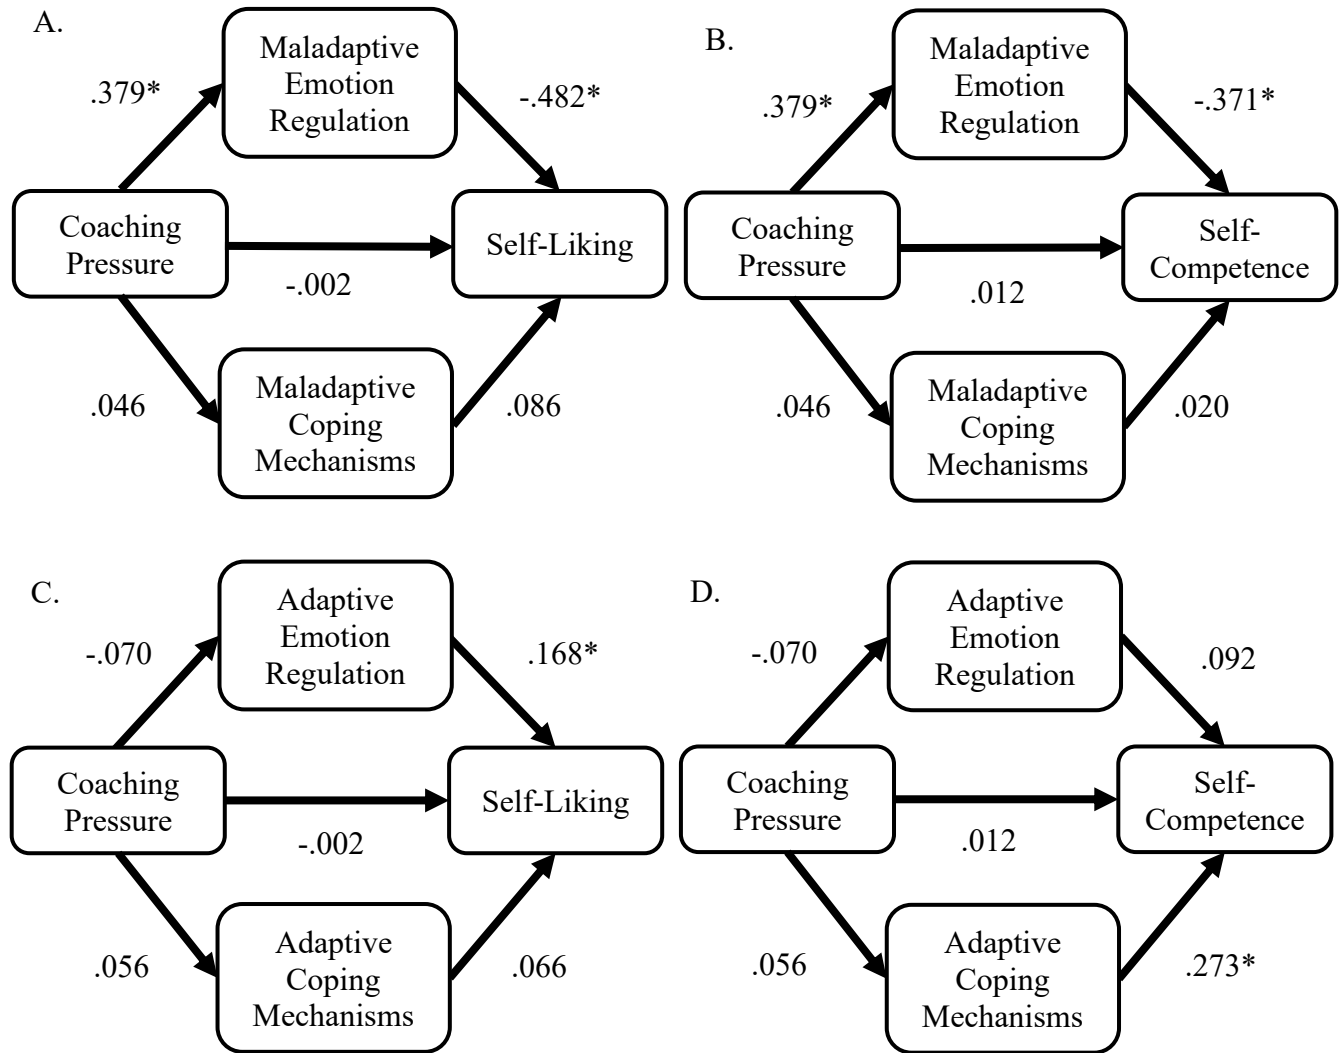 A.
Maladaptive
Emotion
Regulation
.379*
-.482*
Coaching
Pressure
Self-Liking
-.002
Maladaptive
Coping
Mechanisms
.046
.086
B.
Maladaptive
Emotion
Regulation
.379*
-.371*
Coaching
Pressure
Self-
Competence
.012
Maladaptive
Coping
Mechanisms
.046
.020
C.
Adaptive
Emotion
Regulation
-.070
.168*
Coaching
Pressure
Self-Liking
-.002
Adaptive
Coping
Mechanisms
.056
.066
D.
Adaptive
Emotion
Regulation
-.070
.092
Coaching
Pressure
Self-
Competence
.012
Adaptive
Coping
Mechanisms
.056
.273*